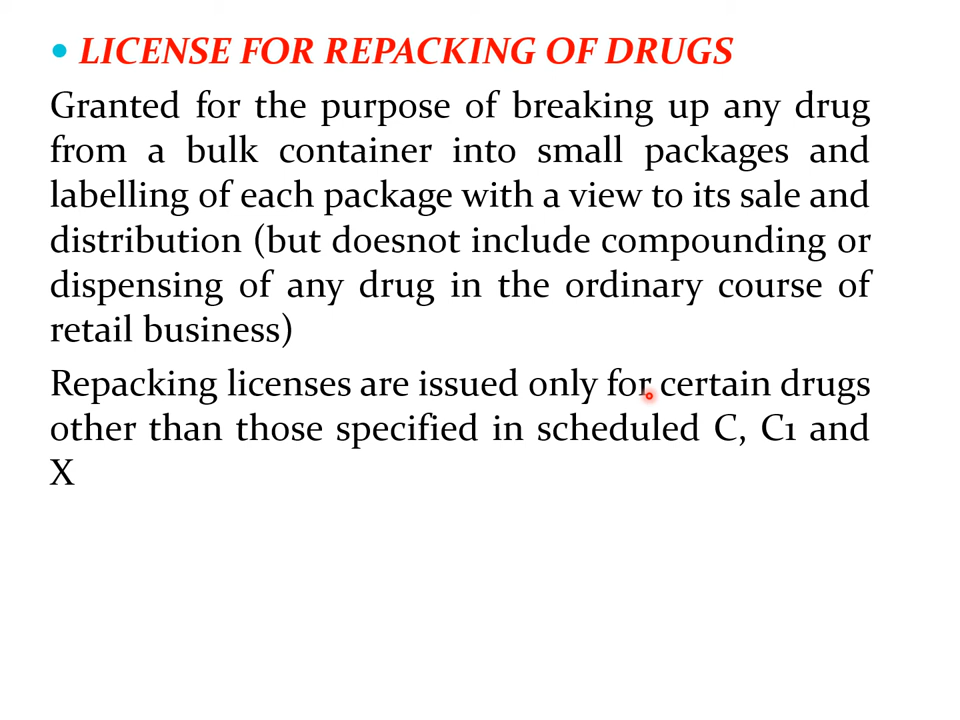 LICENSE FOR REPACKING OF DRUGS
Granted for the purpose of breaking up any drug
from a bulk container into small packages and
labelling of each package with a view to its sale and
distribution (but doesnot include compounding or
dispensing of any drug in the ordinary course of
retail business)
Repacking licenses are issued only for certain drugs
other than those specified in scheduled C, C1 and
X